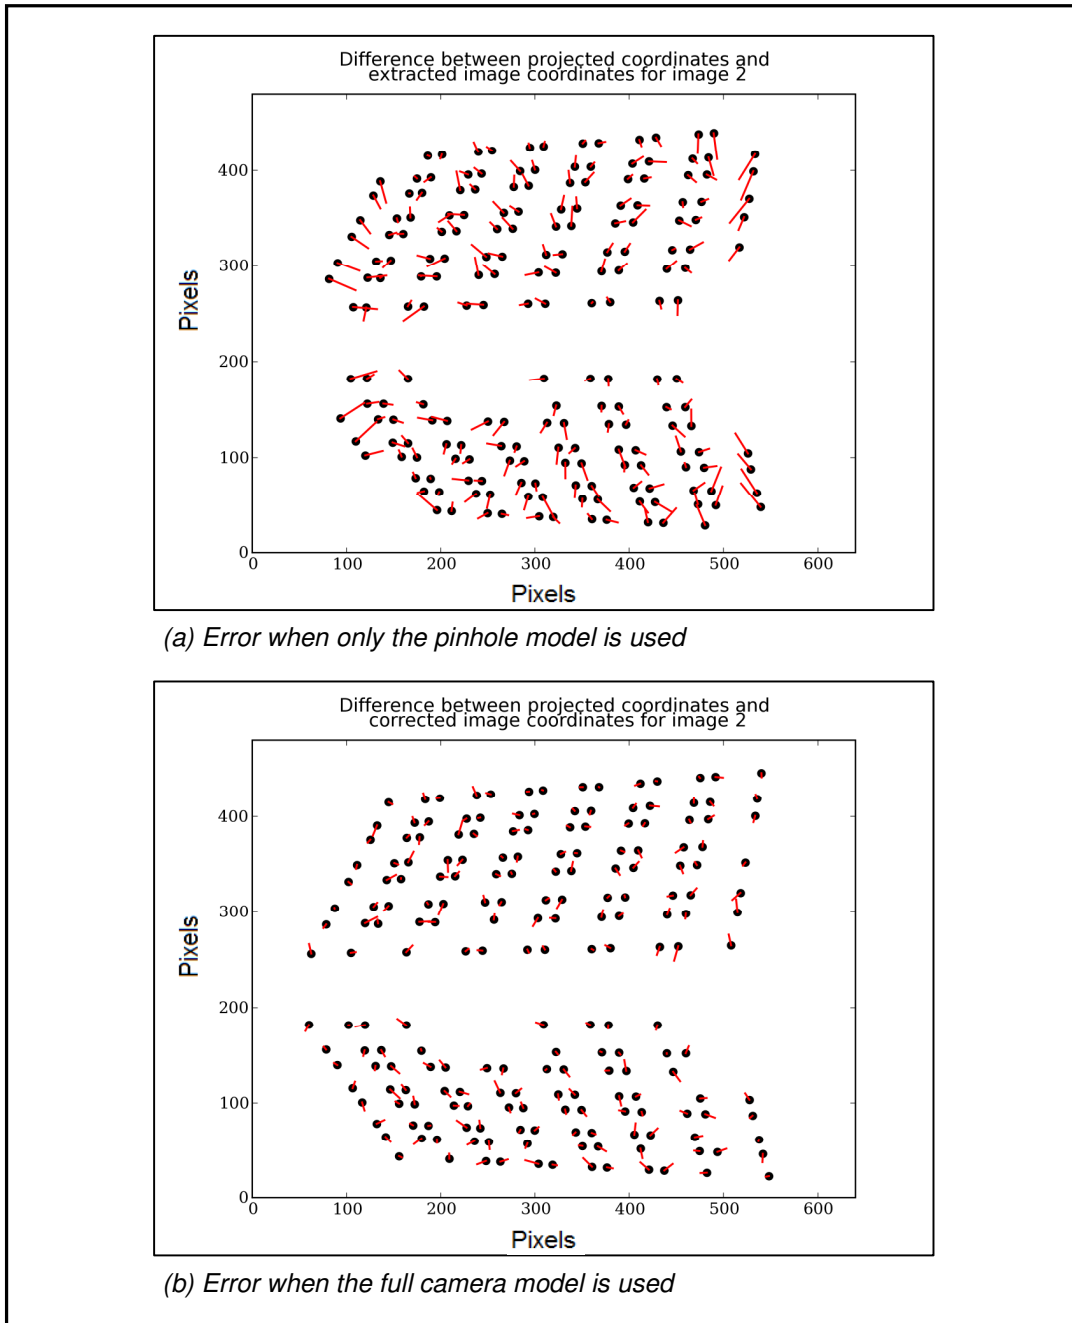 Difference between projected coordinates and
extracted image coordinates for image 2
400
300
200
100
0
Pixels
0 100 200 300 400 500 600
Pixels
(a) Error when only the pinhole model is used
Difference between projected coordinates and
corrected image coordinates for image 2
400
300
200
100
0
Pixels
0 100 200 300 400 500 600
Pixels
(b) Error when the full camera model is used